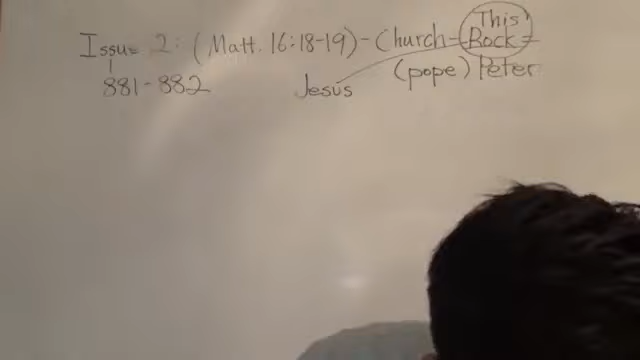 This
Issue 2: (Matt. 16:18-19) - Church - Rock =
881-882 Jesus (pope) Peter